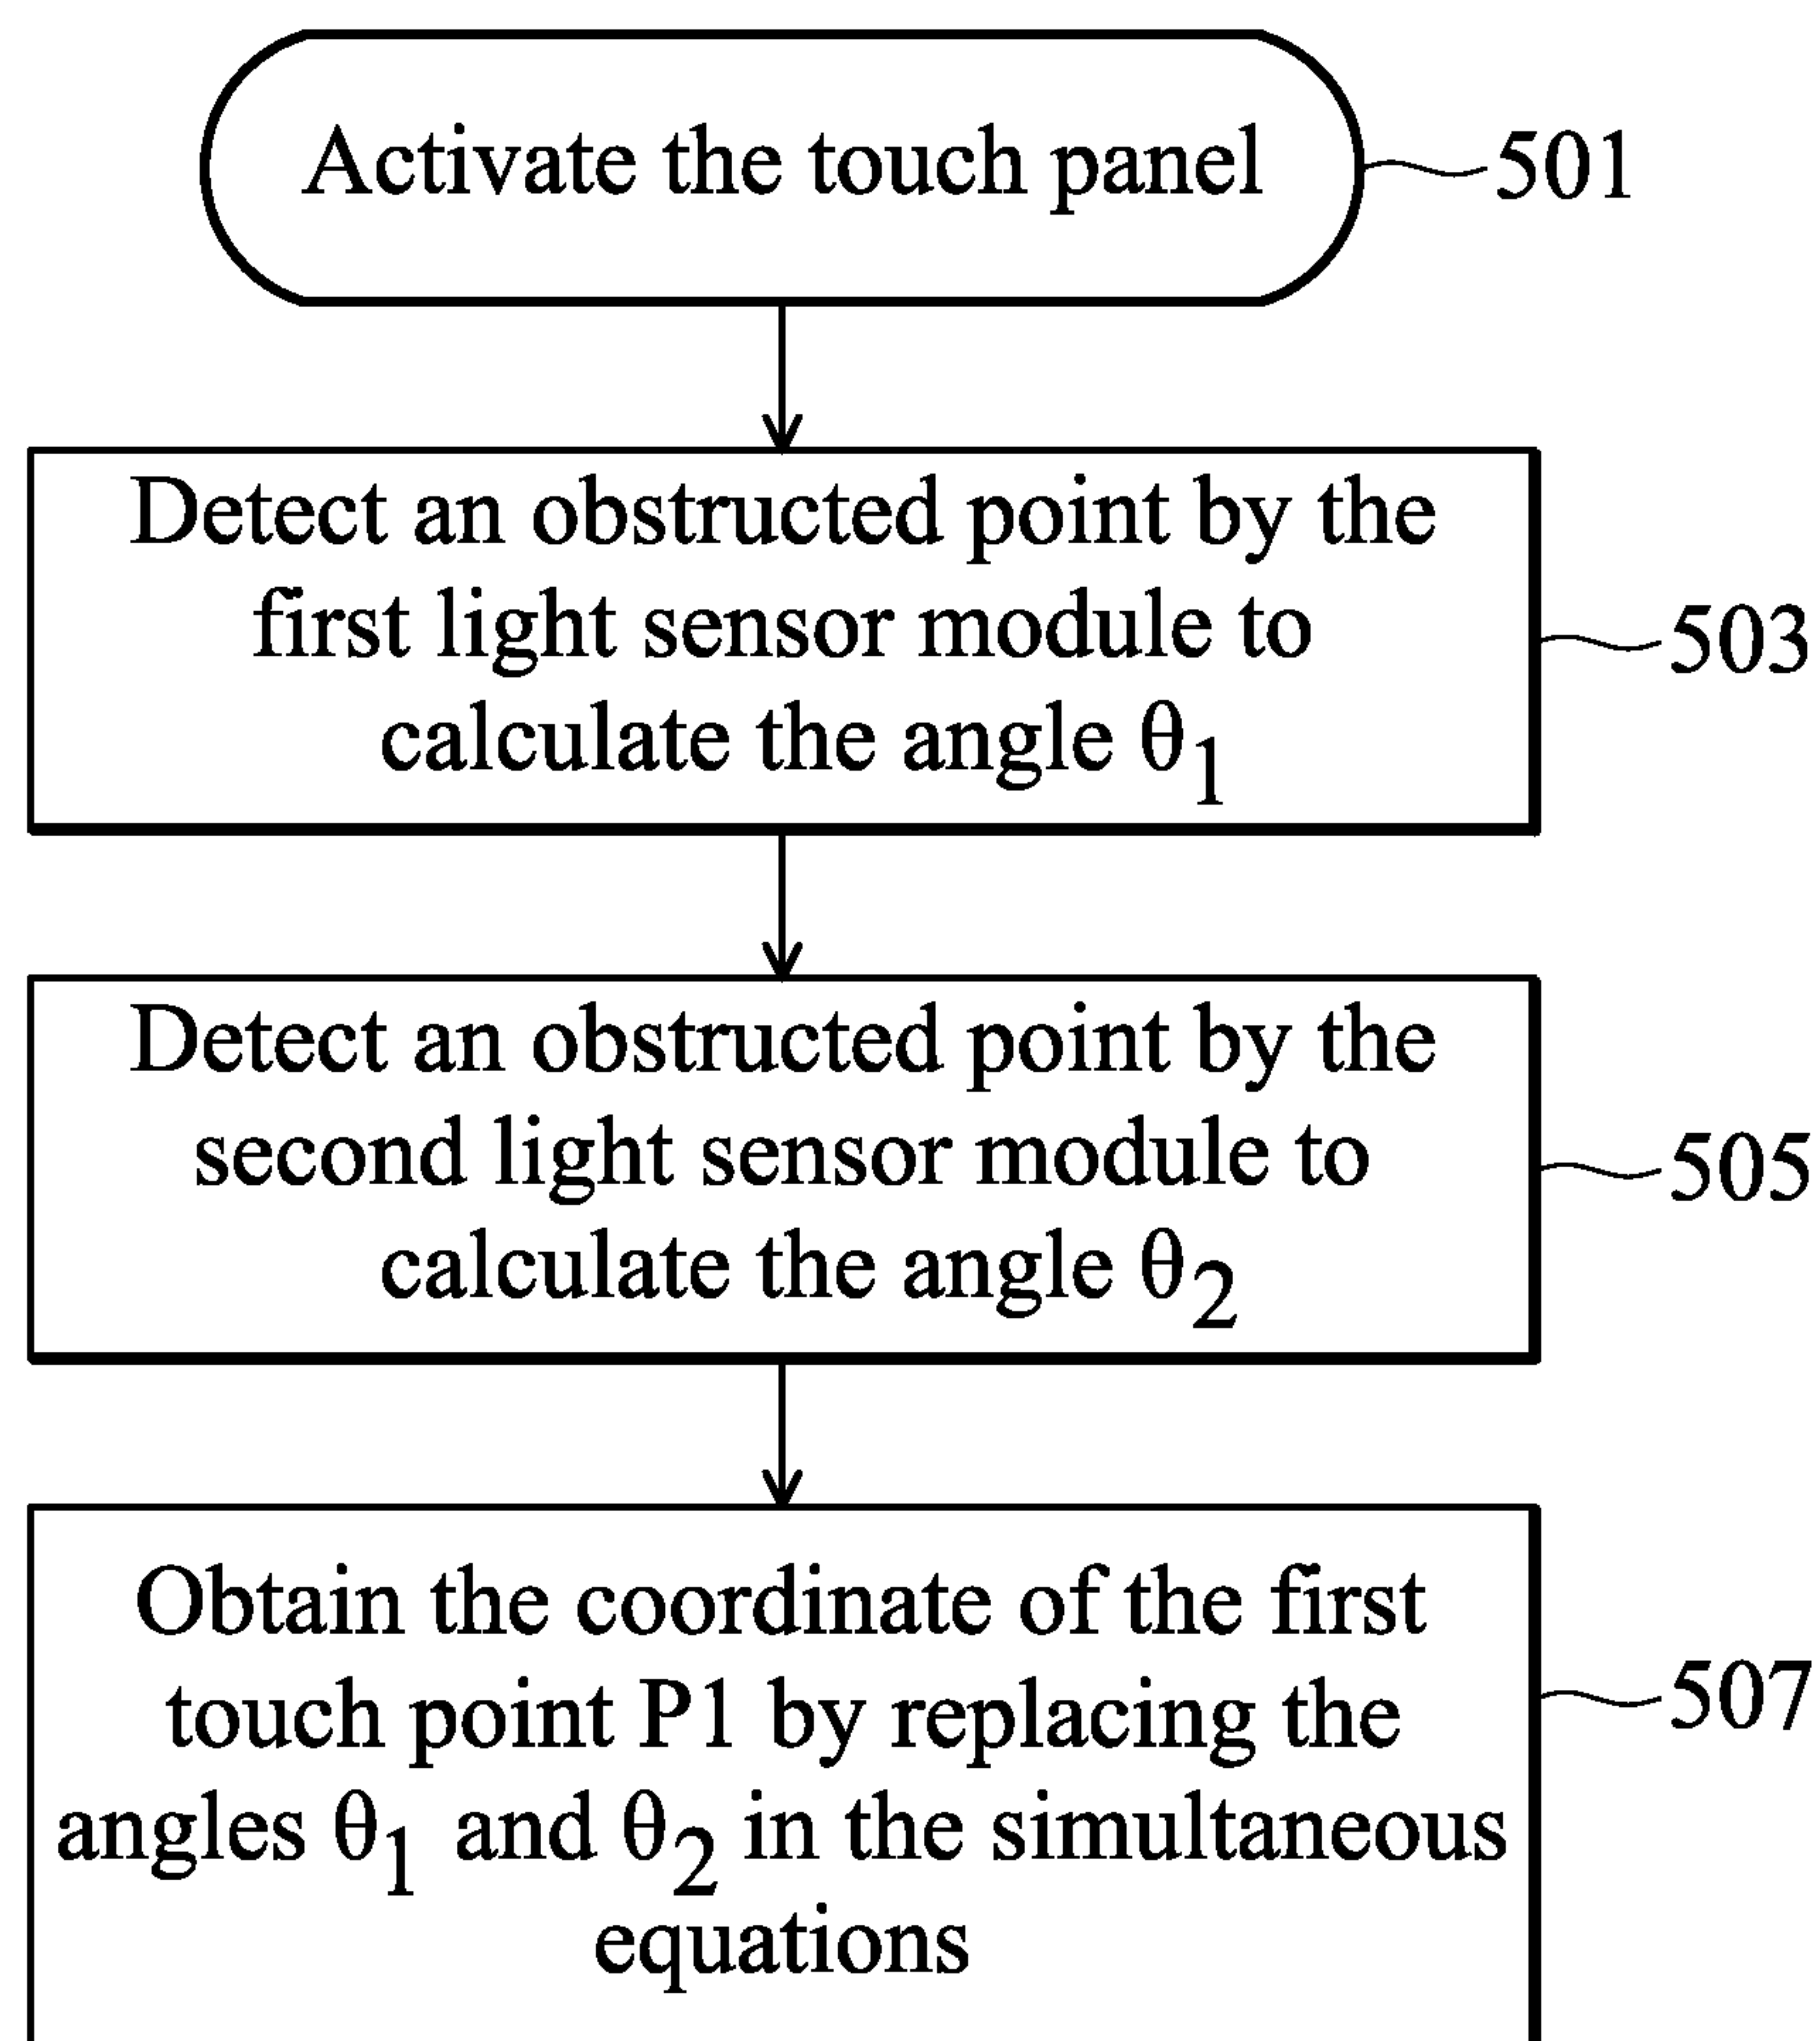 Activate the touch panel
501
Detect an obstructed point by the
first light sensor module to
calculate the angle θ1
503
Detect an obstructed point by the
second light sensor module to
calculate the angle θ2
505
Obtain the coordinate of the first
touch point P1 by replacing the
angles θ1 and θ2 in the simultaneous
equations
507